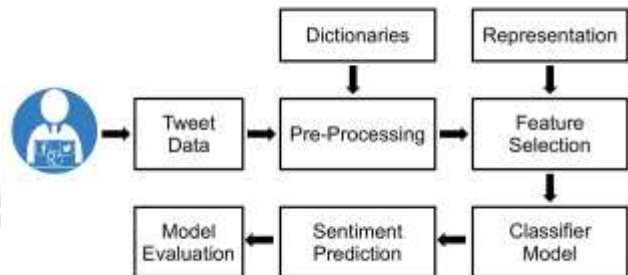 Dictionaries
Representation
Tweet
Data
Pre-Processing
Feature
Selection
Model
Evaluation
Sentiment
Prediction
Classifier
Model